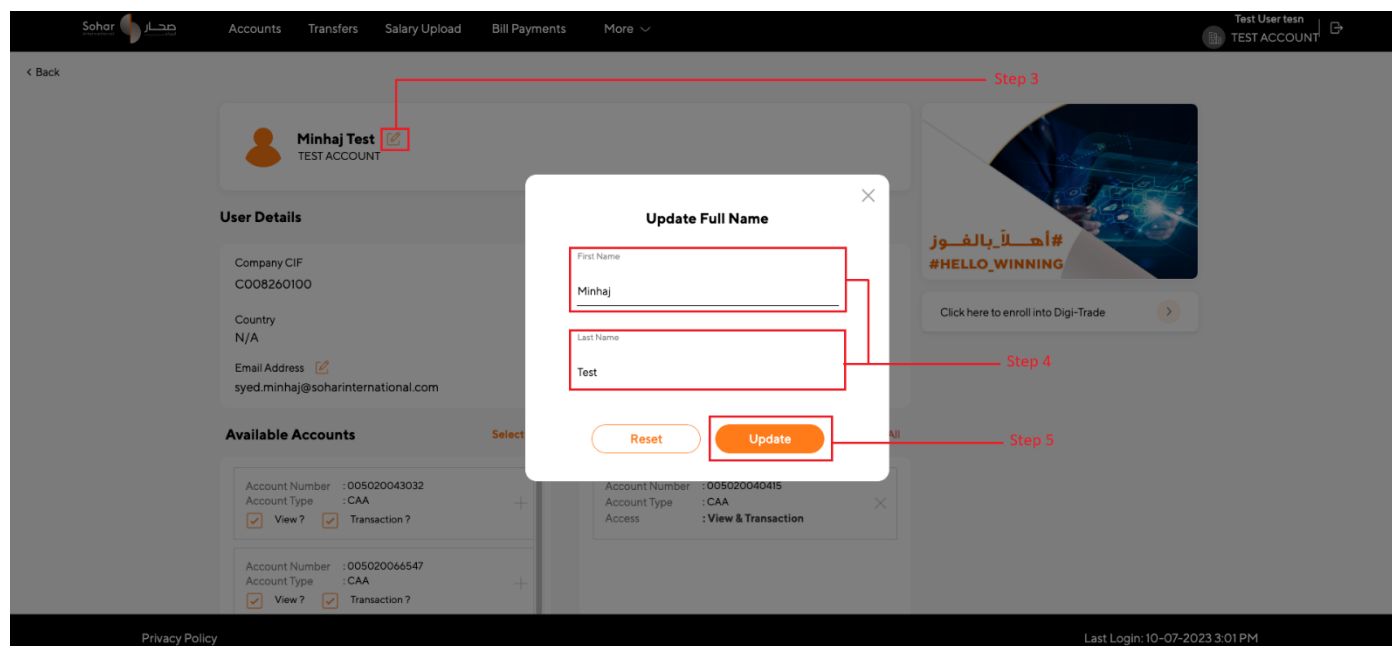 Sohar صحار
Accounts Transfers Salary Upload Bill Payments More
Test User tesn
TEST ACCOUNT
< Back
Step 3
Minhaj Test
TEST ACCOUNT
User Details
Company CIF
C008260100
Country
N/A
Email Address
syed.minhaj@soharinternational.com
Update Full Name
First Name
Minhaj
Last Name
Test
Step 4
Reset Update
Step 5
#أهــلاً_بالفــوز
#HELLO_WINNING
Click here to enroll into Digi-Trade
Available Accounts Select
All
Account Number : 005020043032
Account Type : CAA
View ? Transaction ?
Account Number : 005020066547
Account Type : CAA
View ? Transaction ?
Account Number : 005020040415
Account Type : CAA
Access : View & Transaction
Privacy Policy
Last Login: 10-07-2023 3:01 PM